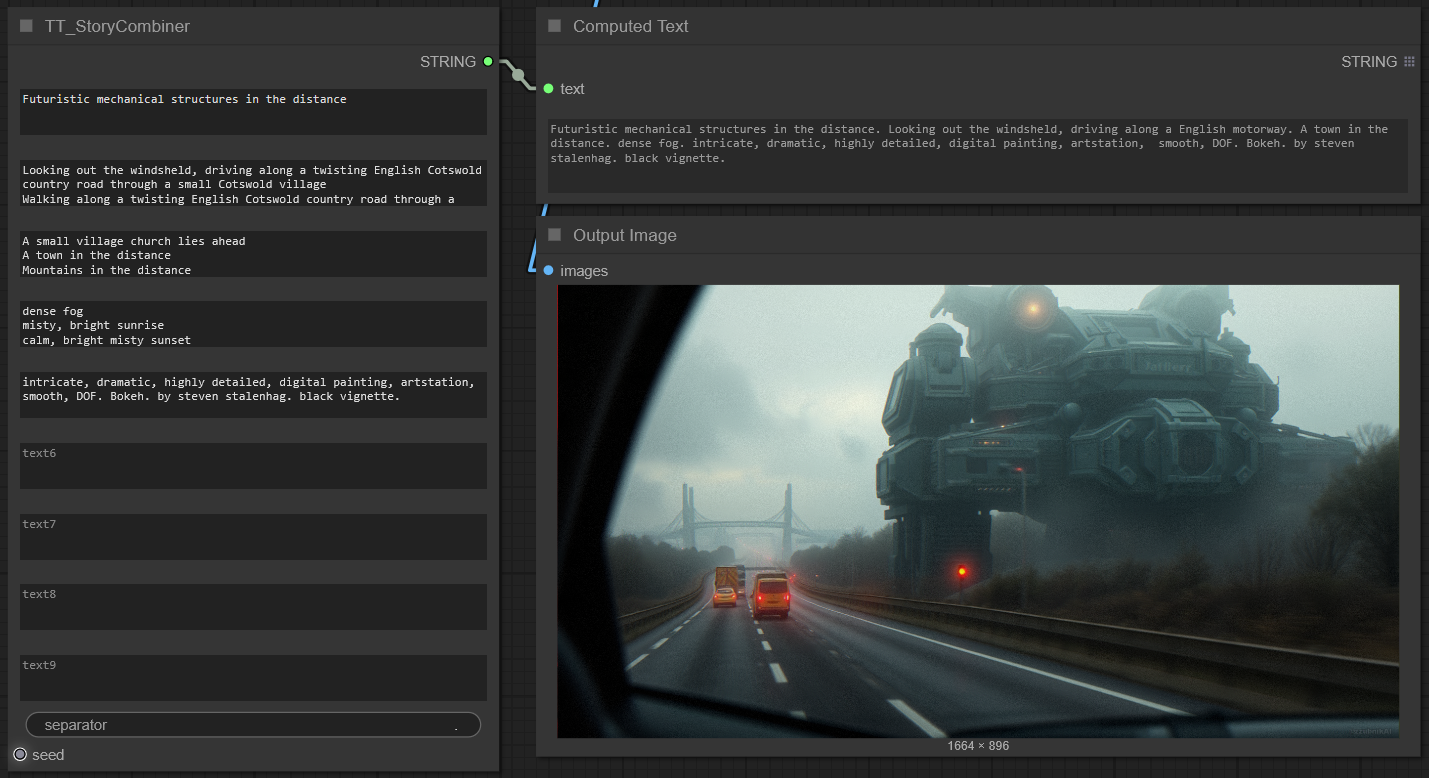 TT_StoryCombiner
STRING
Futuristic mechanical structures in the distance
Looking out the windsheld, driving along a twisting English Cotswold
country road through a small Cotswold village
Walking along a twisting English Cotswold country road through a
A small village church lies ahead
A town in the distance
Mountains in the distance
dense fog
misty, bright sunrise
calm, bright misty sunset
intricate, dramatic, highly detailed, digital painting, artstation,
smooth, DOF. Bokeh. by steven stalenhag. black vignette.
text6
text7
text8
text9
separator .
seed
Computed Text
STRING
text
Futuristic mechanical structures in the distance. Looking out the windsheld, driving along a English motorway. A town in the
distance. dense fog. intricate, dramatic, highly detailed, digital painting, artstation,  smooth, DOF. Bokeh. by steven
stalenhag. black vignette.
Output Image
images
1664 × 896